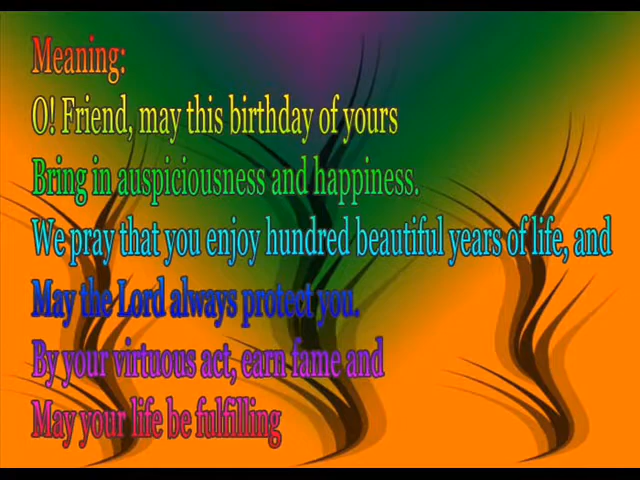 Meaning:
O! Friend, may this birthday of yours
Bring in auspiciousness and happiness.
We pray that you enjoy hundred beautiful years of life, and
May the Lord always protect you.
By your virtuous act, earn fame and
May your life be fulfilling